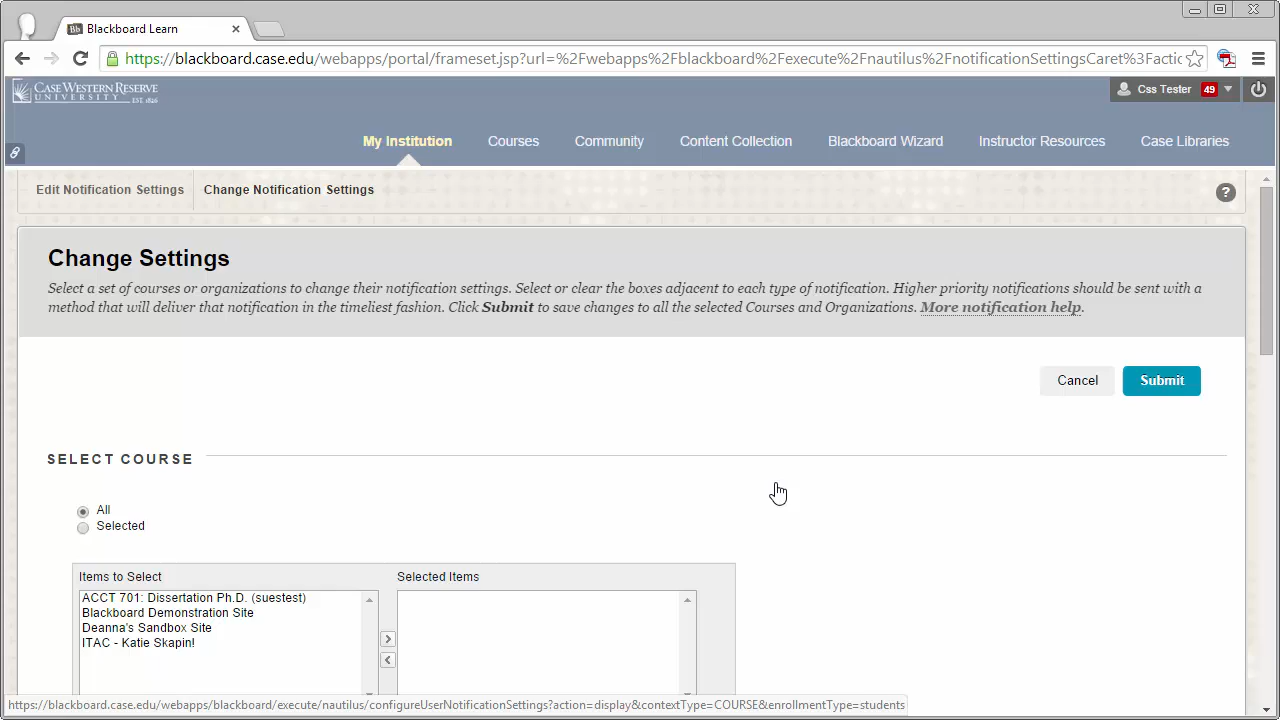 Blackboard Learn
https://blackboard.case.edu/webapps/portal/frameset.jsp?url=%2Fwebapps%2Fblackboard%2Fexecute%2Fnautilus%2FnotificationSettingsCaret%3Factic
CASE WESTERN RESERVE
UNIVERSITY EST. 1826
Css Tester 49
My Institution Courses Community Content Collection Blackboard Wizard Instructor Resources Case Libraries
Edit Notification Settings Change Notification Settings ?
Change Settings
Select a set of courses or organizations to change their notification settings. Select or clear the boxes adjacent to each type of notification. Higher priority notifications should be sent with a
method that will deliver that notification in the timeliest fashion. Click Submit to save changes to all the selected Courses and Organizations. More notification help.
Cancel Submit
SELECT COURSE
All
Selected
Items to Select Selected Items
ACCT 701: Dissertation Ph.D. (suestest)
Blackboard Demonstration Site
Deanna's Sandbox Site
ITAC - Katie Skapin!
https://blackboard.case.edu/webapps/blackboard/execute/nautilus/configureUserNotificationSettings?action=display&contextType=COURSE&enrollmentType=students